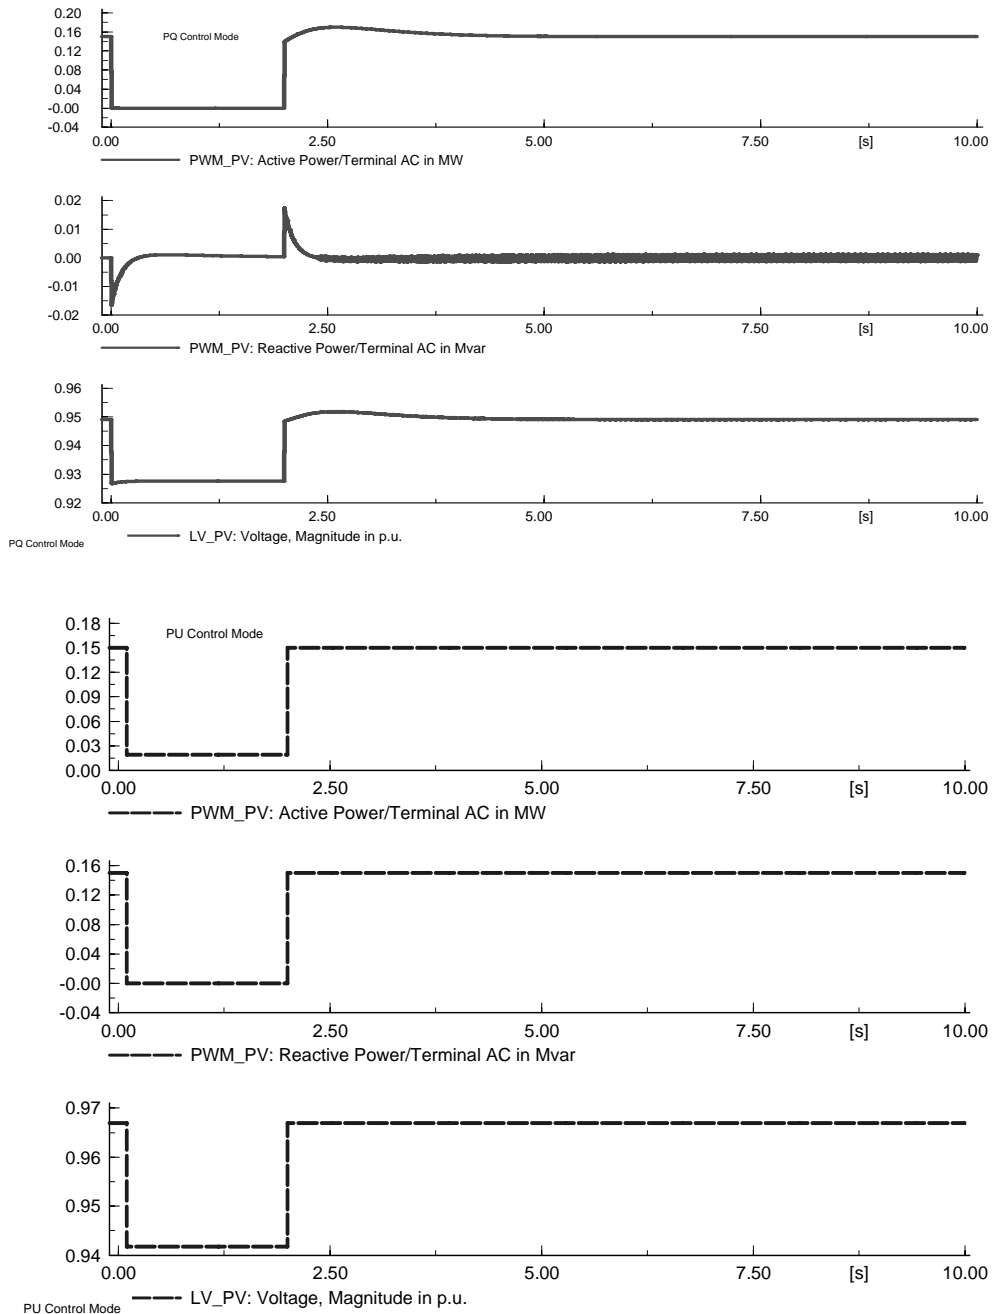 0.20
0.16
PQ Control Mode
0.12
0.08
0.04
-0.00
-0.04
0.00 2.50 5.00 7.50 [s] 10.00
PWM_PV: Active Power/Terminal AC in MW
0.02
0.01
0.00
-0.01
-0.02
0.00 2.50 5.00 7.50 [s] 10.00
PWM_PV: Reactive Power/Terminal AC in Mvar
0.96
0.95
0.94
0.93
0.92
0.00 2.50 5.00 7.50 [s] 10.00
LV_PV: Voltage, Magnitude in p.u.
PQ Control Mode
0.18
PU Control Mode
0.15
0.12
0.09
0.06
0.03
0.00
0.00 2.50 5.00 7.50 [s] 10.00
PWM_PV: Active Power/Terminal AC in MW
0.16
0.12
0.08
0.04
-0.00
-0.04
0.00 2.50 5.00 7.50 [s] 10.00
PWM_PV: Reactive Power/Terminal AC in Mvar
0.97
0.96
0.95
0.94
0.00 2.50 5.00 7.50 [s] 10.00
LV_PV: Voltage, Magnitude in p.u.
PU Control Mode